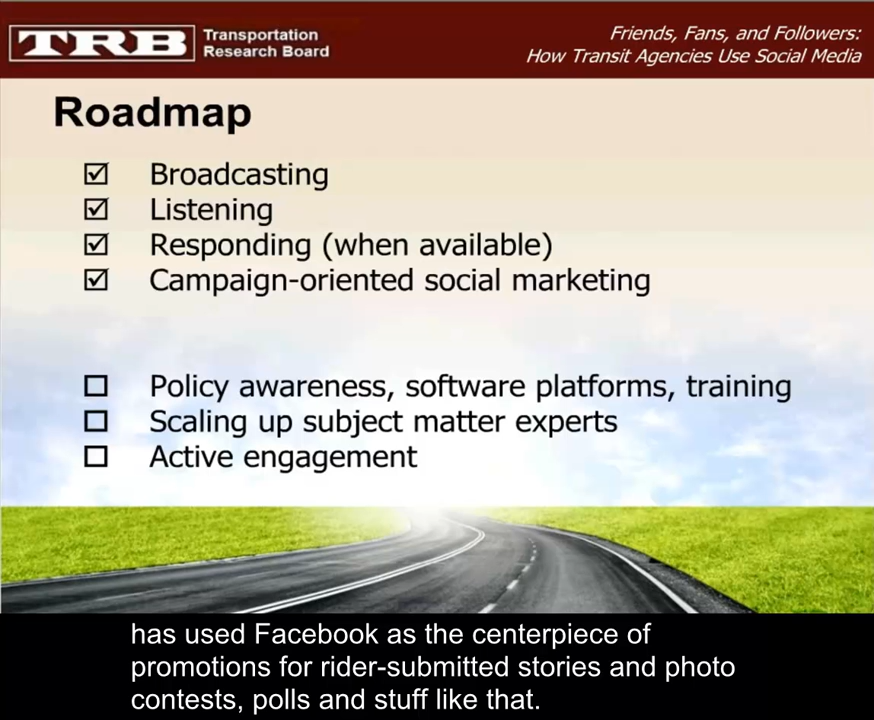 TRB
Transportation
Research Board
Friends, Fans, and Followers:
How Transit Agencies Use Social Media
Roadmap
☑ Broadcasting
☑ Listening
☑ Responding (when available)
☑ Campaign-oriented social marketing
☐ Policy awareness, software platforms, training
☐ Scaling up subject matter experts
☐ Active engagement
has used Facebook as the centerpiece of
promotions for rider-submitted stories and photo
contests, polls and stuff like that.